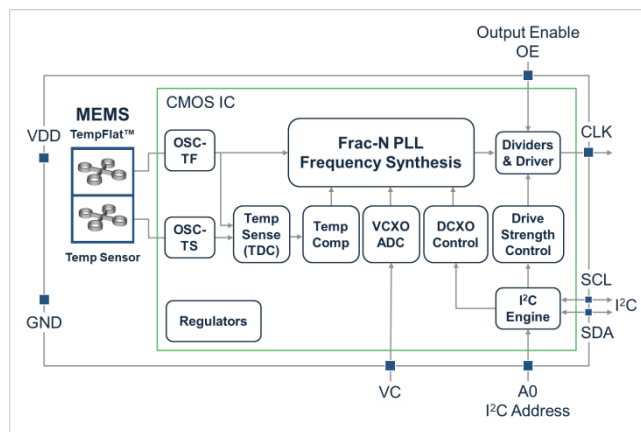 Output Enable
OE
CMOS IC
MEMS
TempFlat™
VDD
OSC-
TF
Frac-N PLL
Frequency Synthesis
Dividers
& Driver
CLK
Temp Sensor
OSC-
TS
Temp
Sense
(TDC)
Temp
Comp
VCXO
ADC
DCXO
Control
Drive
Strength
Control
GND
Regulators
I²C
Engine
SCL
I²C
SDA
VC
A0
I²C Address